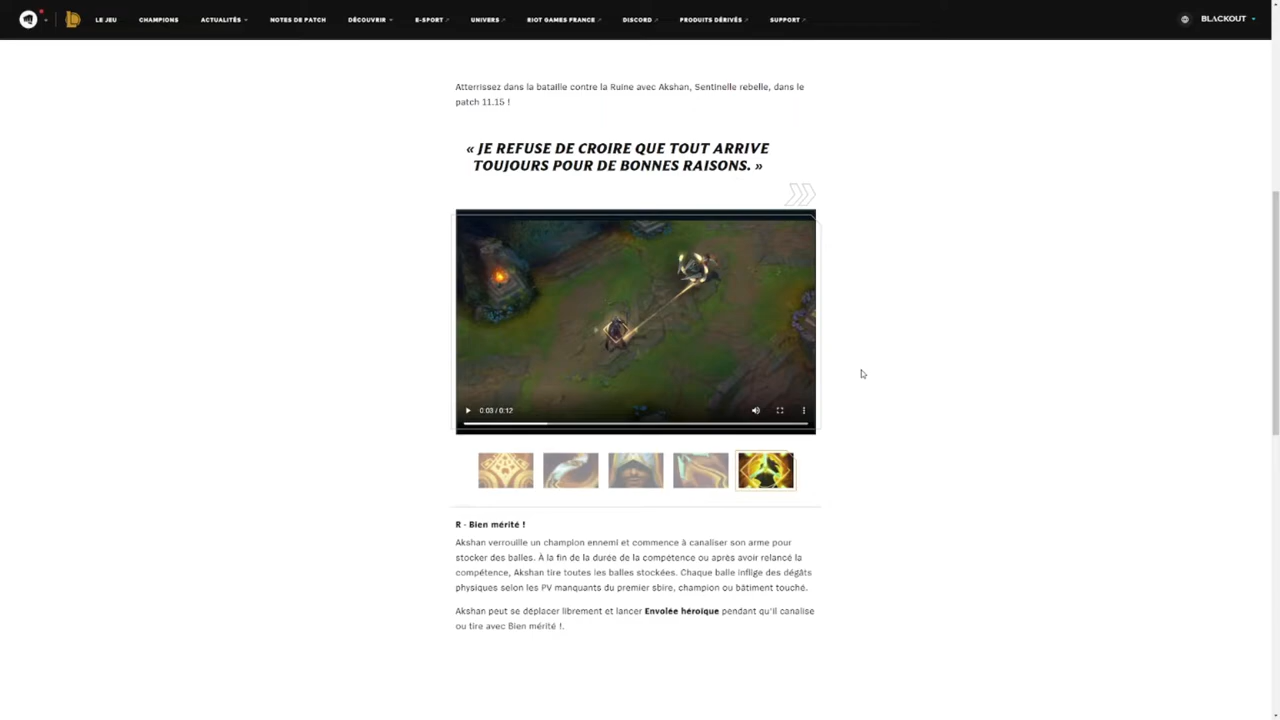 LE JEU CHAMPIONS ACTUALITÉS NOTES DE PATCH DÉCOUVRIR E-SPORT UNIVERS RIOT GAMES FRANCE DISCORD PRODUITS DÉRIVÉS SUPPORT BLACKOUT
Atterrissez dans la bataille contre la Ruine avec Akshan, Sentinelle rebelle, dans le
patch 11.15 !
« JE REFUSE DE CROIRE QUE TOUT ARRIVE
TOUJOURS POUR DE BONNES RAISONS. »
0:03 / 0:12
R - Bien mérité !
Akshan verrouille un champion ennemi et commence à canaliser son arme pour
stocker des balles. À la fin de la durée de la compétence ou après avoir relancé la
compétence, Akshan tire toutes les balles stockées. Chaque balle inflige des dégâts
physiques selon les PV manquants du premier sbire, champion ou bâtiment touché.
Akshan peut se déplacer librement et lancer Envolée héroïque pendant qu'il canalise
ou tire avec Bien mérité !.